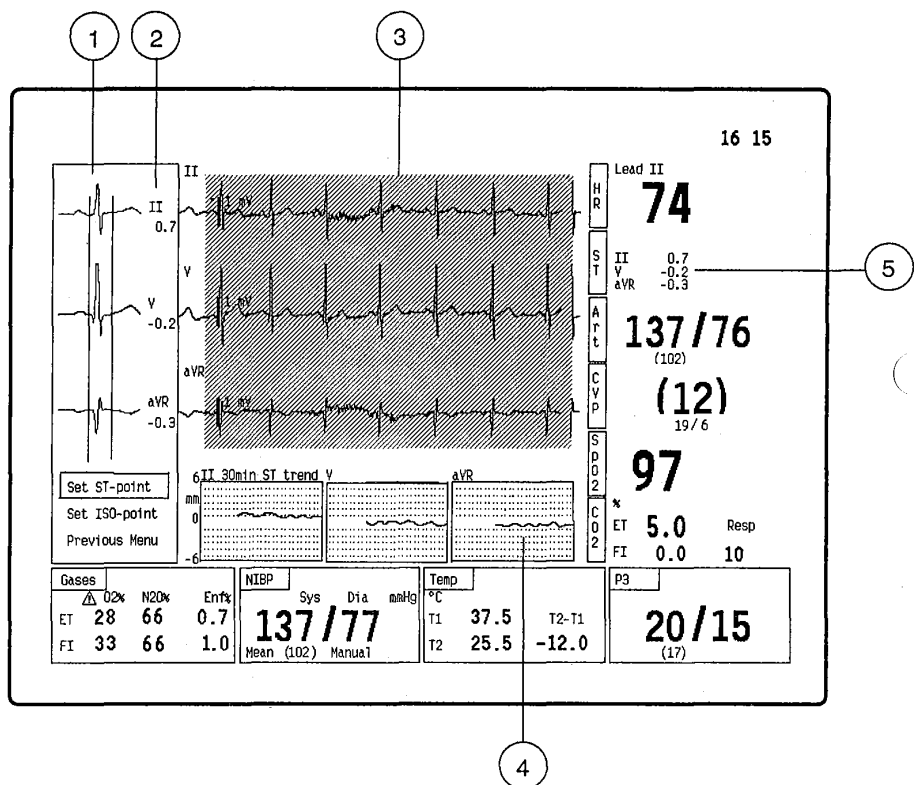 1 2 3
16 15
II
1 mV
II
0.7
V
1 mV
V
-0.2
aVR
1 mV
aVR
-0.3
Set ST-point
Set ISO-point
Previous Menu
II 30min ST trend V aVR
6
mm
0
-6
HR
Lead II
74
ST
II 0.7
V -0.2
aVR -0.3
5
Art
137/76
(102)
CVP
(12)
19/6
SpO2
97
CO2
%
ET 5.0 Resp
FI 0.0 10
Gases
O2% N2O% Enf%
ET 28 66 0.7
FI 33 66 1.0
NIBP
Sys Dia mmHg
137/77
Mean (102) Manual
Temp
°C
T1 37.5 T2-T1
T2 25.5 -12.0
P3
20/15
(17)
4